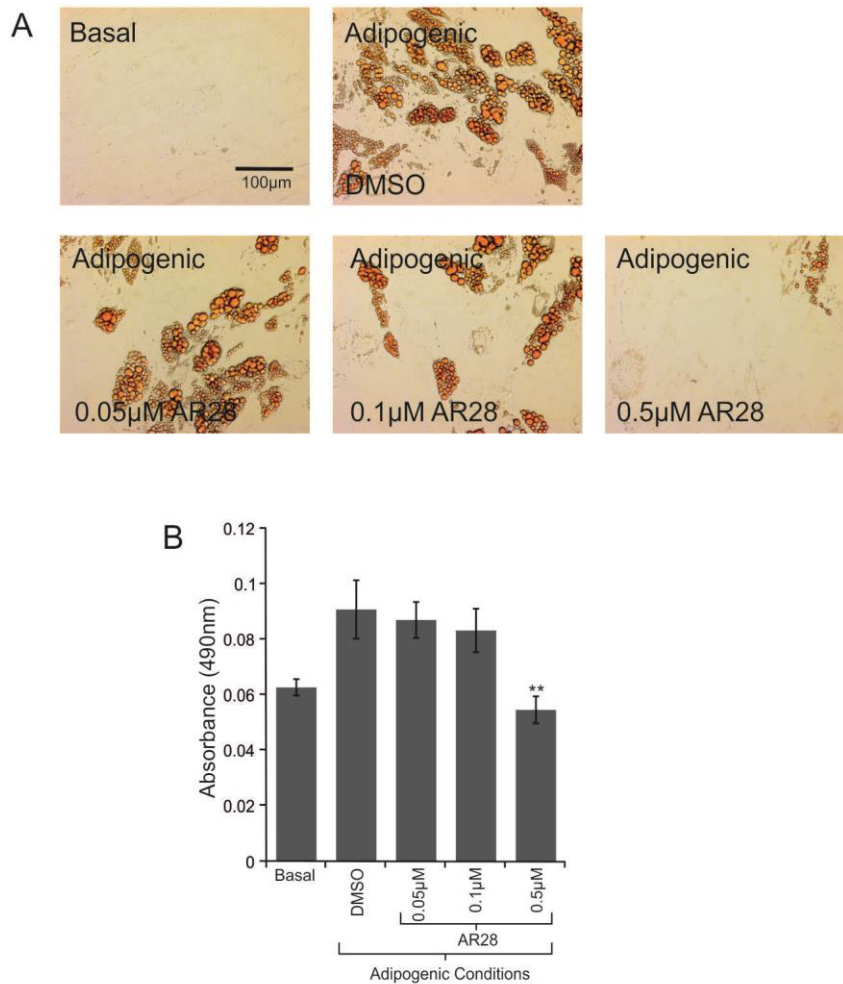 A
Basal
100µm
Adipogenic
DMSO
Adipogenic
0.05µM AR28
Adipogenic
0.1µM AR28
Adipogenic
0.5µM AR28
B
Absorbance (490nm)
0.12
0.1
0.08
0.06
0.04
0.02
0
**
Basal
DMSO
0.05µM
0.1µM
0.5µM
AR28
Adipogenic Conditions